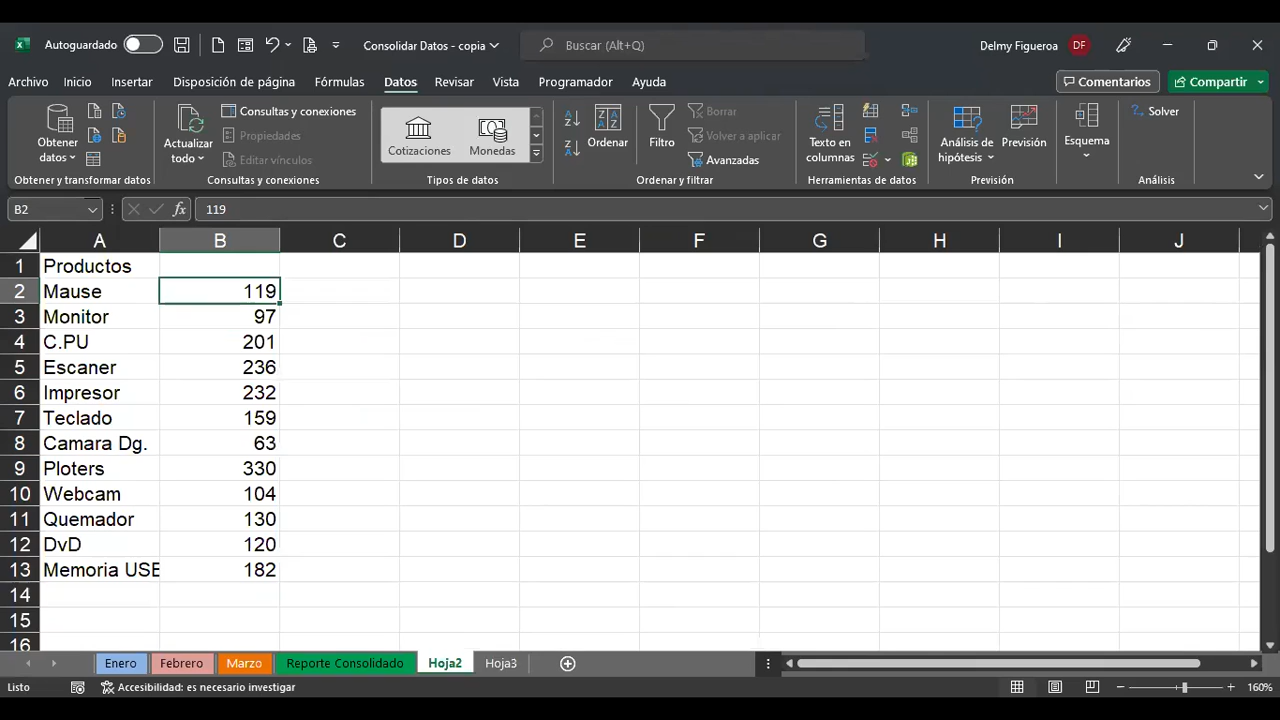 Autoguardado Consolidar Datos - copia Buscar (Alt+Q) Delmy Figueroa DF
Archivo Inicio Insertar Disposición de página Fórmulas Datos Revisar Vista Programador Ayuda Comentarios Compartir
Obtener datos
Obtener y transformar datos
Actualizar todo
Consultas y conexiones
Propiedades
Editar vínculos
Consultas y conexiones
Cotizaciones Monedas
Tipos de datos
Ordenar
Filtro
Borrar
Volver a aplicar
Avanzadas
Ordenar y filtrar
Texto en columnas
Herramientas de datos
Análisis de hipótesis
Previsión
Previsión
Esquema
Solver
Análisis
B2 fx 119
A B C D E F G H I J
1 Productos
2 Mause 119
3 Monitor 97
4 C.PU 201
5 Escaner 236
6 Impresor 232
7 Teclado 159
8 Camara Dg. 63
9 Ploters 330
10 Webcam 104
11 Quemador 130
12 DvD 120
13 Memoria USB 182
14
15
16
Enero Febrero Marzo Reporte Consolidado Hoja2 Hoja3
Listo Accesibilidad: es necesario investigar 160%